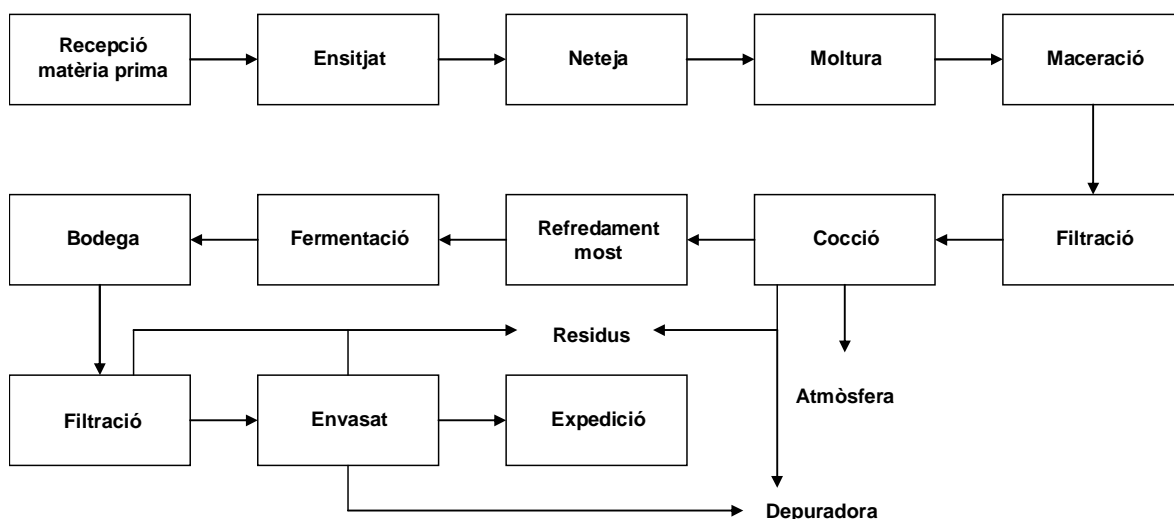 Recepció
matèria prima
Ensitjat
Neteja
Moltura
Maceració
Bodega
Fermentació
Refredament
most
Cocció
Filtració
Residus
Atmòsfera
Filtració
Envasat
Expedició
Depuradora